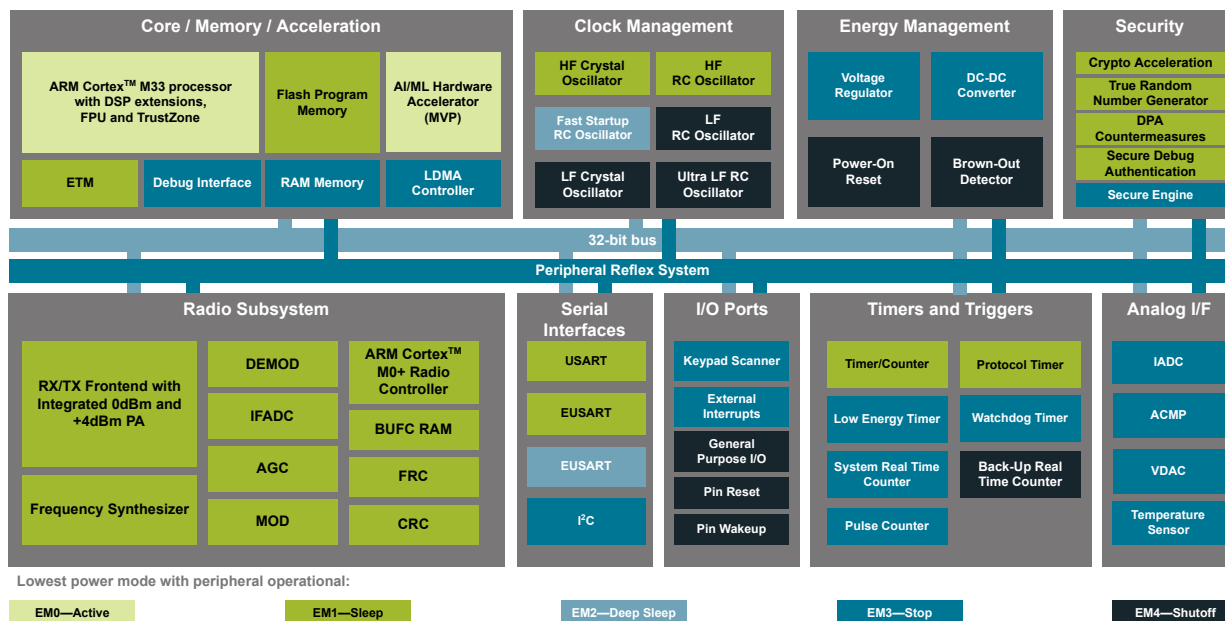 Core / Memory / Acceleration
ARM Cortex™ M33 processor
with DSP extensions,
FPU and TrustZone
Flash Program
Memory
AI/ML Hardware
Accelerator
(MVP)
ETM
Debug Interface
RAM Memory
LDMA
Controller
Clock Management
HF Crystal
Oscillator
HF
RC Oscillator
Fast Startup
RC Oscillator
LF
RC Oscillator
LF Crystal
Oscillator
Ultra LF RC
Oscillator
Energy Management
Voltage
Regulator
DC-DC
Converter
Power-On
Reset
Brown-Out
Detector
Security
Crypto Acceleration
True Random
Number Generator
DPA
Countermeasures
Secure Debug
Authentication
Secure Engine
32-bit bus
Peripheral Reflex System
Radio Subsystem
RX/TX Frontend with
Integrated 0dBm and
+4dBm PA
Frequency Synthesizer
DEMOD
IFADC
AGC
MOD
ARM Cortex™
M0+ Radio
Controller
BUFC RAM
FRC
CRC
Serial
Interfaces
USART
EUSART
EUSART
I²C
I/O Ports
Keypad Scanner
External
Interrupts
General
Purpose I/O
Pin Reset
Pin Wakeup
Timers and Triggers
Timer/Counter
Protocol Timer
Low Energy Timer
Watchdog Timer
System Real Time
Counter
Back-Up Real
Time Counter
Pulse Counter
Analog I/F
IADC
ACMP
VDAC
Temperature
Sensor
Lowest power mode with peripheral operational:
EM0—Active
EM1—Sleep
EM2—Deep Sleep
EM3—Stop
EM4—Shutoff